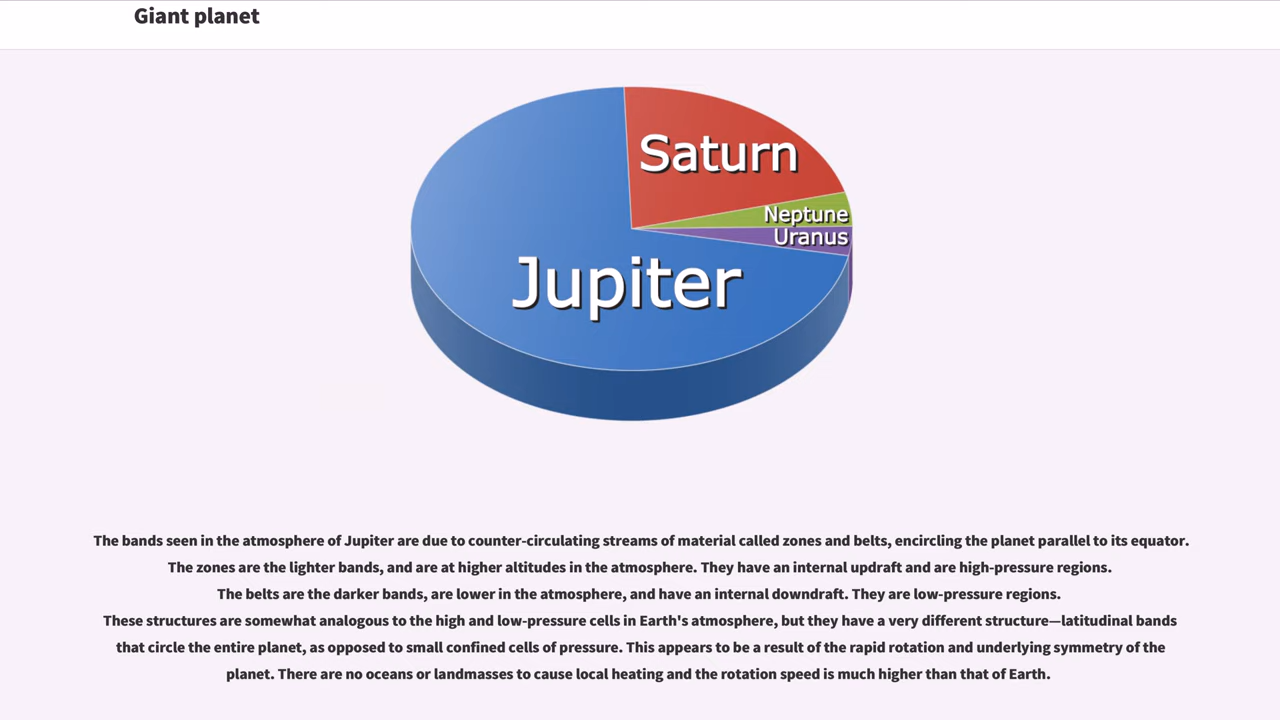 Giant planet
Saturn
Neptune
Uranus
Jupiter
The bands seen in the atmosphere of Jupiter are due to counter-circulating streams of material called zones and belts, encircling the planet parallel to its equator.
The zones are the lighter bands, and are at higher altitudes in the atmosphere. They have an internal updraft and are high-pressure regions.
The belts are the darker bands, are lower in the atmosphere, and have an internal downdraft. They are low-pressure regions.
These structures are somewhat analogous to the high and low-pressure cells in Earth's atmosphere, but they have a very different structure—latitudinal bands
that circle the entire planet, as opposed to small confined cells of pressure. This appears to be a result of the rapid rotation and underlying symmetry of the
planet. There are no oceans or landmasses to cause local heating and the rotation speed is much higher than that of Earth.